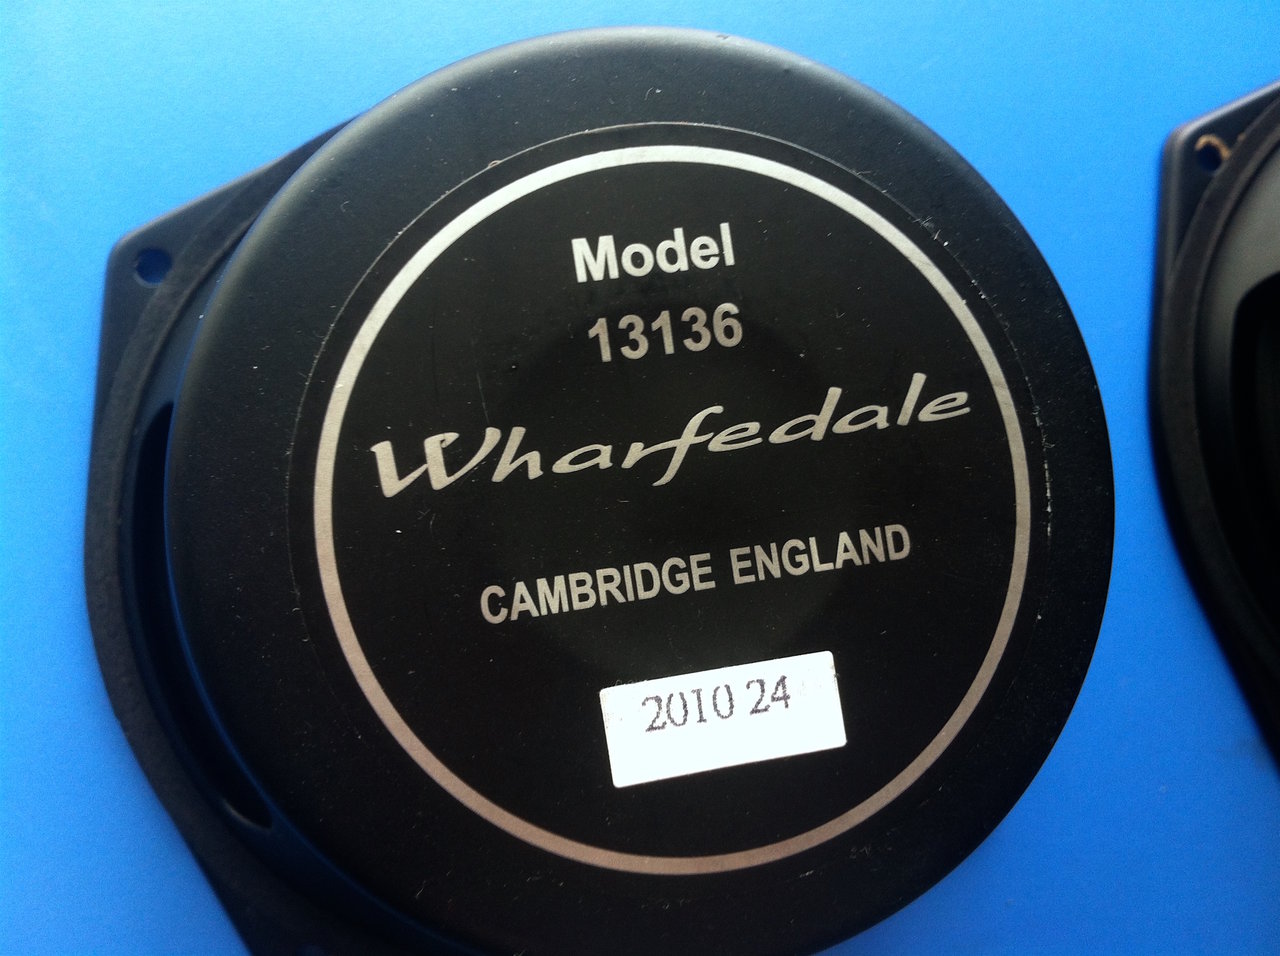 Model
13136
Wharfedale
CAMBRIDGE ENGLAND
2010 24